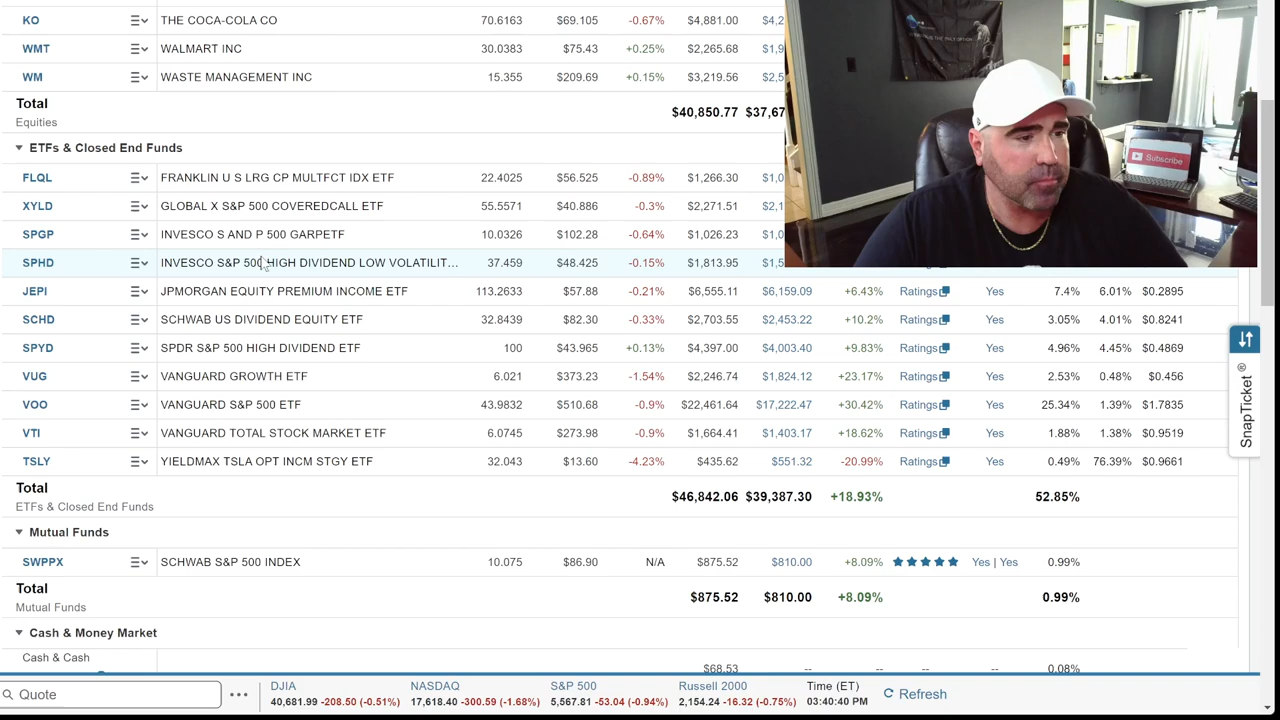 KO THE COCA-COLA CO 70.6163 $69.105 -0.67% $4,881.00 $4,2
WMT WALMART INC 30.0383 $75.43 +0.25% $2,265.68 $1,9
WM WASTE MANAGEMENT INC 15.355 $209.69 +0.15% $3,219.56 $2,5
Total $40,850.77 $37,67
Equities
ETFs & Closed End Funds
FLQL FRANKLIN U S LRG CP MULTFCT IDX ETF 22.4025 $56.525 -0.89% $1,266.30 $1,0
XYLD GLOBAL X S&P 500 COVEREDCALL ETF 55.5571 $40.886 -0.3% $2,271.51 $2,1
SPGP INVESCO S AND P 500 GARPETF 10.0326 $102.28 -0.64% $1,026.23 $1,0
SPHD INVESCO S&P 500 HIGH DIVIDEND LOW VOLATILIT... 37.459 $48.425 -0.15% $1,813.95 $1,5
JEPI JPMORGAN EQUITY PREMIUM INCOME ETF 113.2633 $57.88 -0.21% $6,555.11 $6,159.09 +6.43% Ratings Yes 7.4% 6.01% $0.2895
SCHD SCHWAB US DIVIDEND EQUITY ETF 32.8439 $82.30 -0.33% $2,703.55 $2,453.22 +10.2% Ratings Yes 3.05% 4.01% $0.8241
SPYD SPDR S&P 500 HIGH DIVIDEND ETF 100 $43.965 +0.13% $4,397.00 $4,003.40 +9.83% Ratings Yes 4.96% 4.45% $0.4869
VUG VANGUARD GROWTH ETF 6.021 $373.23 -1.54% $2,246.74 $1,824.12 +23.17% Ratings Yes 2.53% 0.48% $0.456
VOO VANGUARD S&P 500 ETF 43.9832 $510.68 -0.9% $22,461.64 $17,222.47 +30.42% Ratings Yes 25.34% 1.39% $1.7835
VTI VANGUARD TOTAL STOCK MARKET ETF 6.0745 $273.98 -0.9% $1,664.41 $1,403.17 +18.62% Ratings Yes 1.88% 1.38% $0.9519
TSLY YIELDMAX TSLA OPT INCM STGY ETF 32.043 $13.60 -4.23% $435.62 $551.32 -20.99% Ratings Yes 0.49% 76.39% $0.9661
Total $46,842.06 $39,387.30 +18.93% 52.85%
ETFs & Closed End Funds
Mutual Funds
SWPPX SCHWAB S&P 500 INDEX 10.075 $86.90 N/A $875.52 $810.00 +8.09% Yes | Yes 0.99%
Total $875.52 $810.00 +8.09% 0.99%
Mutual Funds
Cash & Money Market
Cash & Cash $68.53 -- -- -- -- 0.08%
Quote ... DJIA NASDAQ S&P 500 Russell 2000 Time (ET) Refresh
40,681.99 -208.50 (-0.51%) 17,618.40 -300.59 (-1.68%) 5,567.81 -53.04 (-0.94%) 2,154.24 -16.32 (-0.75%) 03:40:40 PM
SnapTicket®
Subscribe